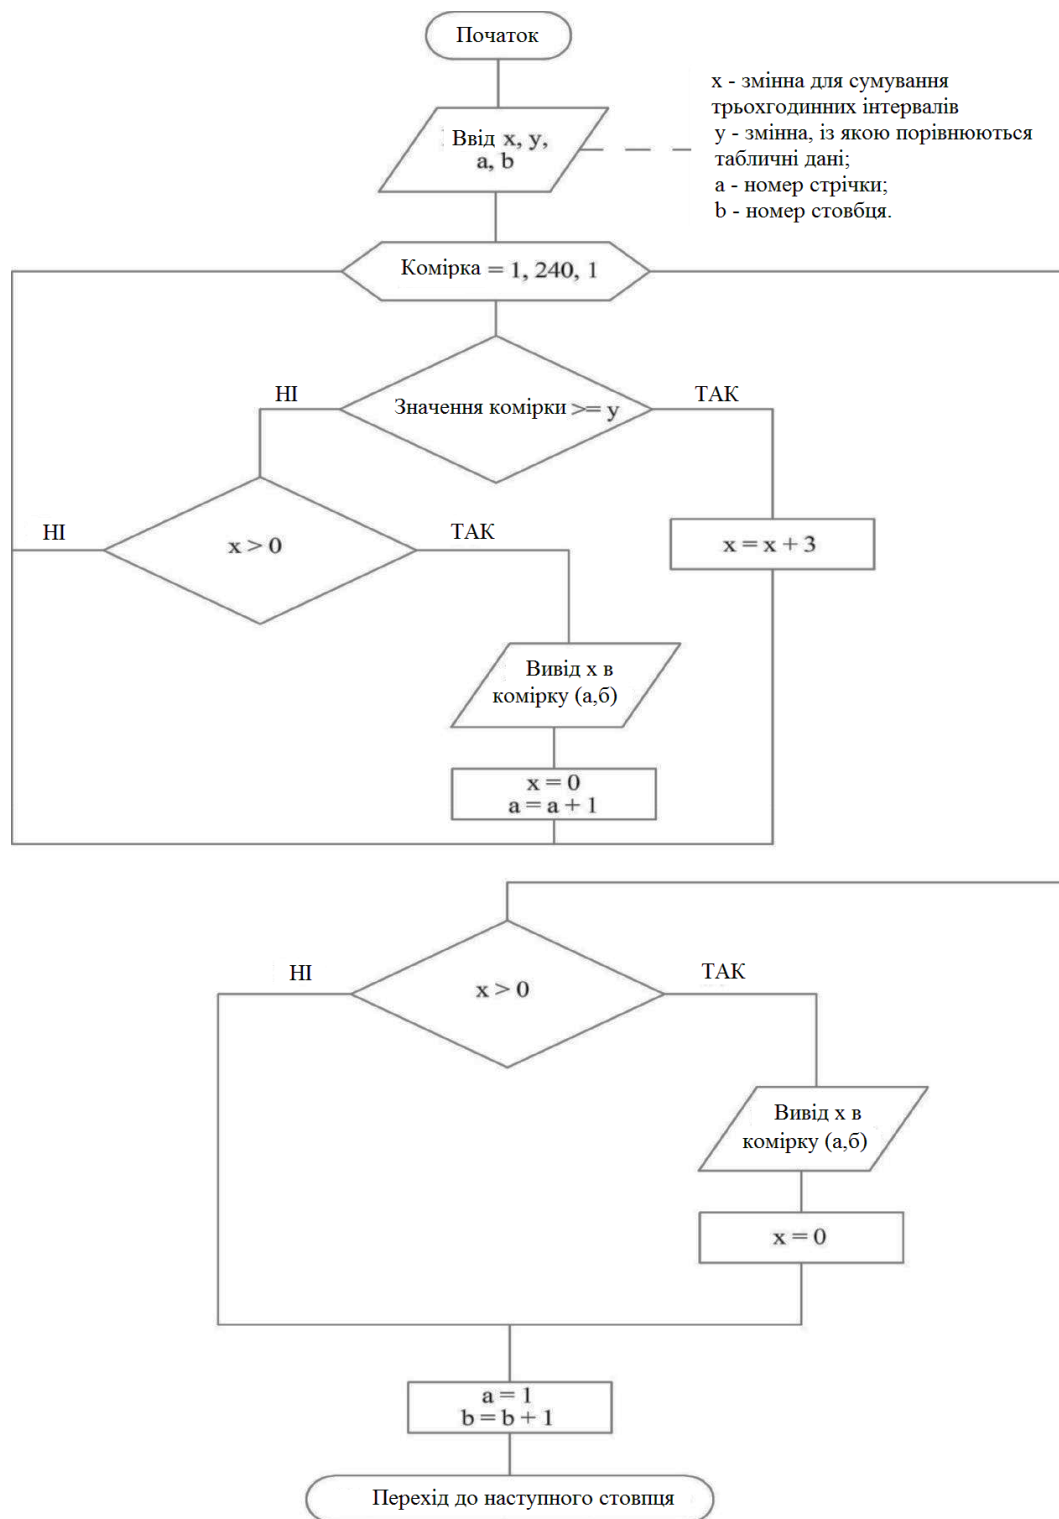 Початок
x - змінна для сумування
трьохгодинних інтервалів
y - змінна, із якою порівнюються
табличні дані;
a - номер стрічки;
b - номер стовбця.
Ввід x, y,
a, b
Комірка = 1, 240, 1
НІ
ТАК
Значення комірки >= y
НІ
ТАК
x > 0
x = x + 3
Вивід x в
комірку (а,б)
x = 0
a = a + 1
НІ
ТАК
x > 0
Вивід x в
комірку (а,б)
x = 0
a = 1
b = b + 1
Перехід до наступного стовпця